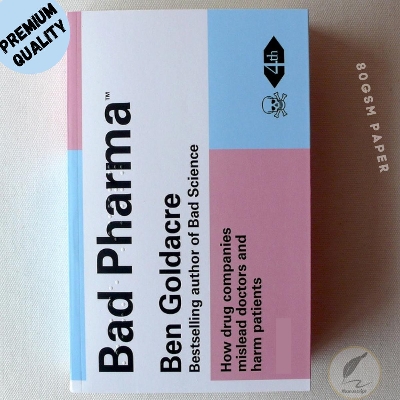 PREMIUM
QUALITY
Bad Pharma™
Ben Goldacre
Bestselling author of Bad Science
How drug companies
mislead doctors and
harm patients
4th
80GSM PAPER